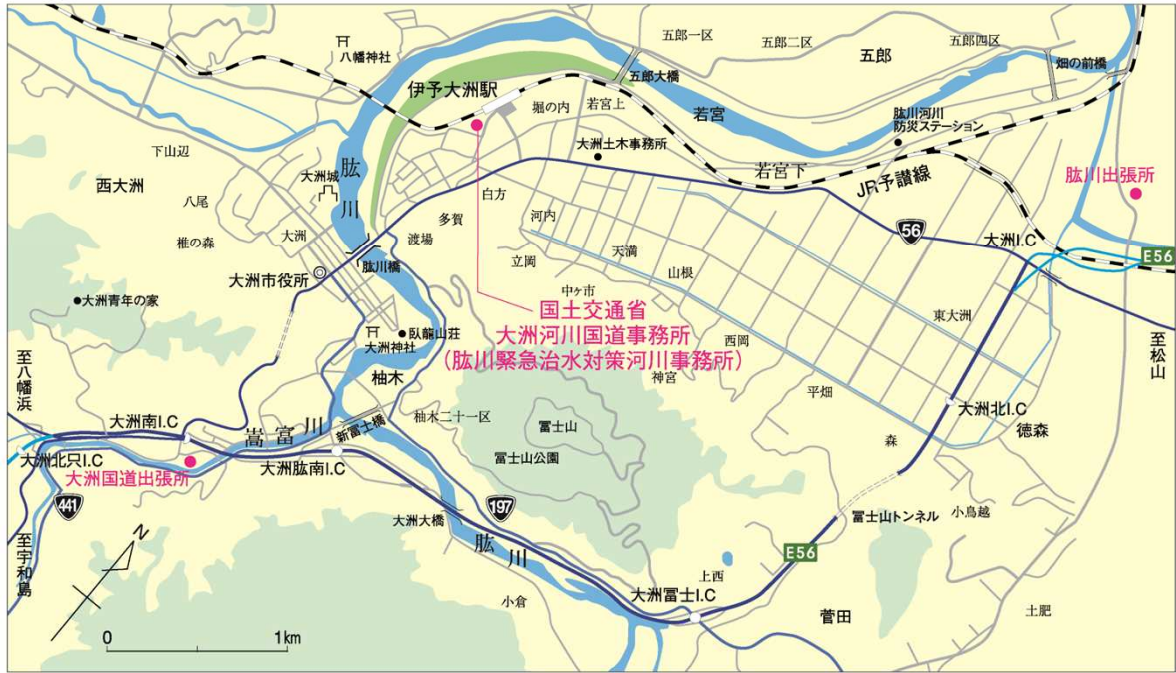 八幡神社
五郎一区
五郎二区
五郎
五郎四区
畑の前橋
伊予大洲駅
五郎大橋
堀の内
若宮上
若宮
肱川河川
防災ステーション
大洲土木事務所
若宮下
JR予讃線
肱川出張所
下山辺
西大洲
八尾
椎の森
大洲城
大洲
肱川
白方
多賀
渡場
河内
天満
立岡
山根
中ヶ市
56
大洲I.C
E56
大洲市役所
肱川橋
大洲青年の家
国土交通省
大洲河川国道事務所
(肱川緊急治水対策河川事務所)
臥龍山荘
大洲神社
柚木
西岡
神宮
東大洲
平畑
至松山
至八幡浜
大洲南I.C
嵩富川
新冨士橋
柚木二十一区
冨士山
冨士山公園
大洲北I.C
徳森
森
大洲北只I.C
大洲国道出張所
大洲肱南I.C
441
197
大洲大橋
肱川
冨士山トンネル
小鳥越
至宇和島
N
E56
上西
大洲冨士I.C
小倉
菅田
土肥
0
1km